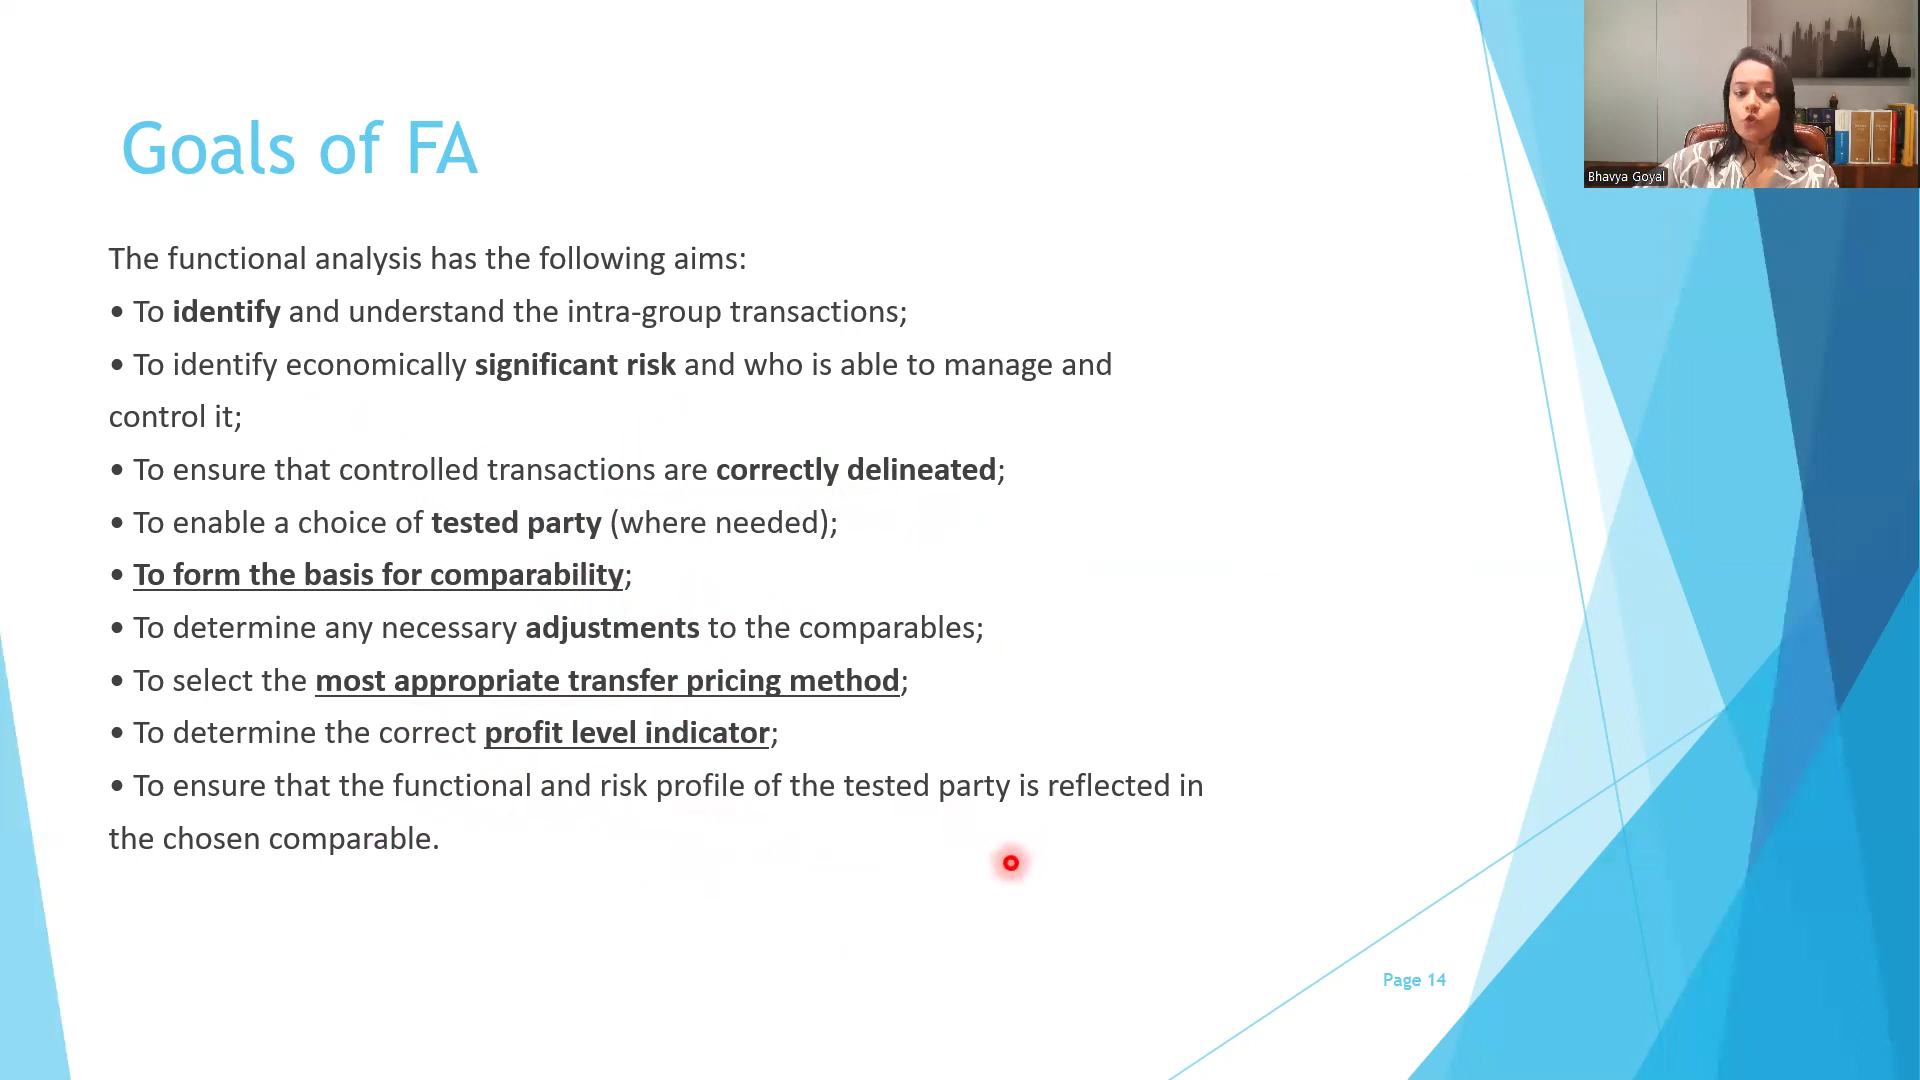 Goals of FA
Bhavya Goyal
The functional analysis has the following aims:
• To identify and understand the intra-group transactions;
• To identify economically significant risk and who is able to manage and
control it;
• To ensure that controlled transactions are correctly delineated;
• To enable a choice of tested party (where needed);
• To form the basis for comparability;
• To determine any necessary adjustments to the comparables;
• To select the most appropriate transfer pricing method;
• To determine the correct profit level indicator;
• To ensure that the functional and risk profile of the tested party is reflected in
the chosen comparable.
Page 14